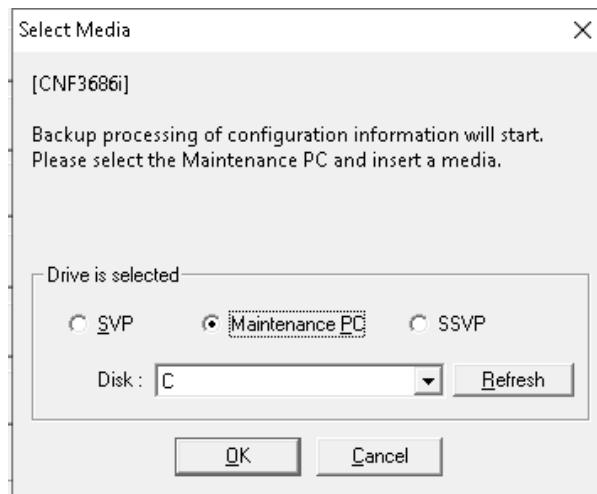 Select Media
[CNF3686i]
Backup processing of configuration information will start.
Please select the Maintenance PC and insert a media.
Drive is selected
SVP Maintenance PC SSVP
Disk : C Refresh
OK Cancel